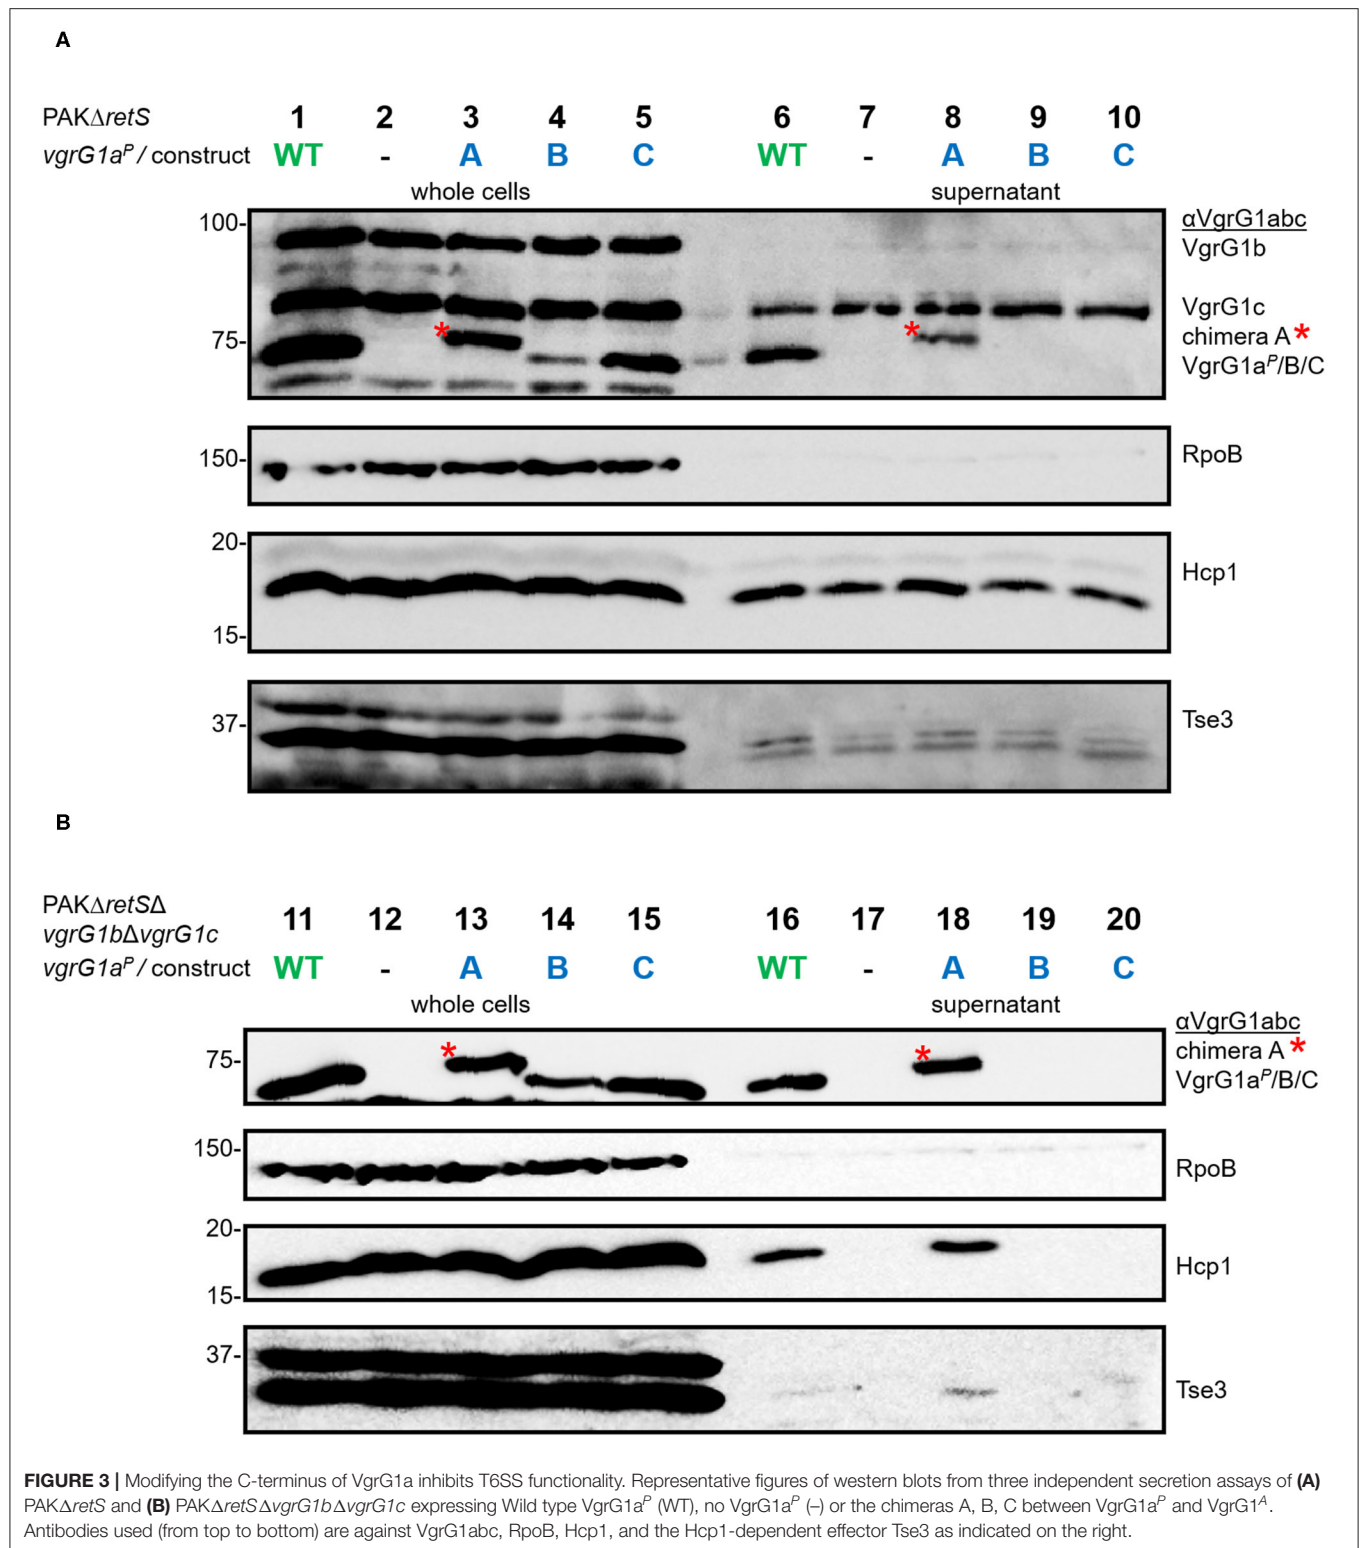 A
PAKΔretS 1 2 3 4 5 6 7 8 9 10
vgrG1aᴾ / construct WT - A B C WT - A B C
whole cells supernatant
100- αVgrG1abc
VgrG1b
VgrG1c
* * chimera A *
75- VgrG1aᴾ/B/C
150- RpoB
20-
Hcp1
15-
37- Tse3
B
PAKΔretSΔ
vgrG1bΔvgrG1c 11 12 13 14 15 16 17 18 19 20
vgrG1aᴾ / construct WT - A B C WT - A B C
whole cells supernatant
αVgrG1abc
75- * * chimera A *
VgrG1aᴾ/B/C
150- RpoB
20-
Hcp1
15-
37-
Tse3
FIGURE 3 | Modifying the C-terminus of VgrG1a inhibits T6SS functionality. Representative figures of western blots from three independent secretion assays of (A)
PAKΔretS and (B) PAKΔretSΔvgrG1bΔvgrG1c expressing Wild type VgrG1aᴾ (WT), no VgrG1aᴾ (–) or the chimeras A, B, C between VgrG1aᴾ and VgrG1ᴬ.
Antibodies used (from top to bottom) are against VgrG1abc, RpoB, Hcp1, and the Hcp1-dependent effector Tse3 as indicated on the right.